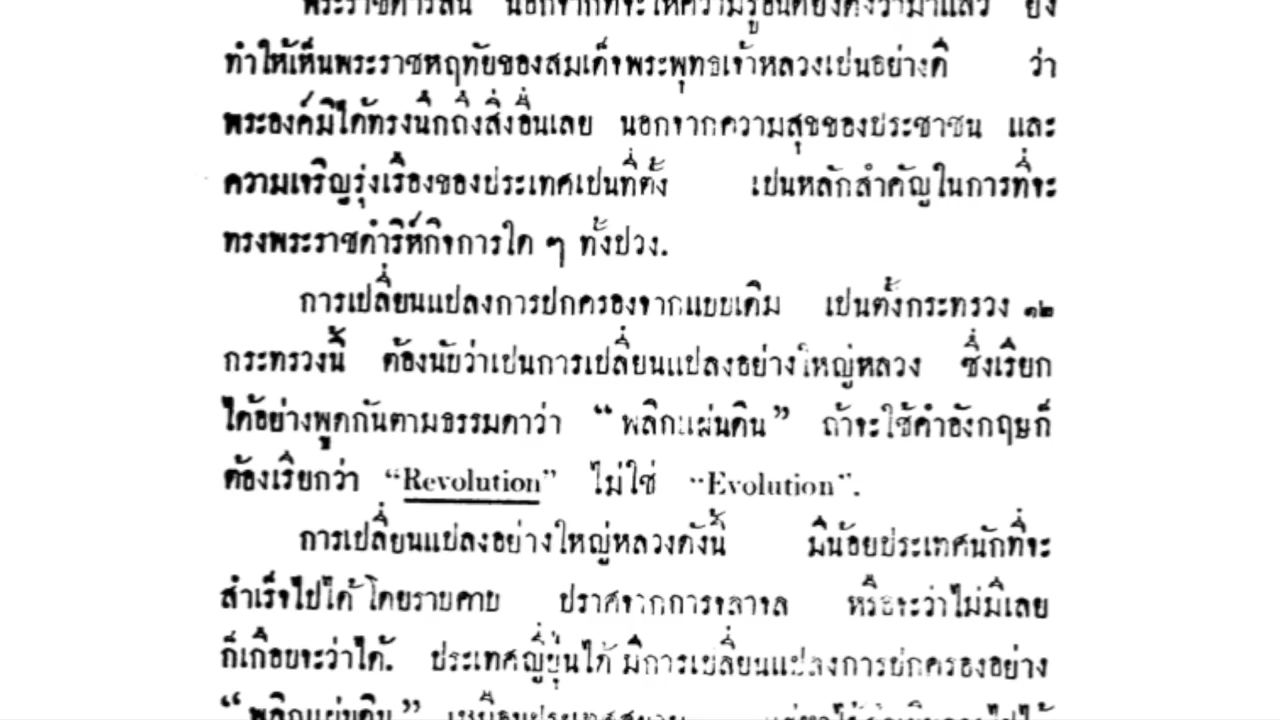 ทำให้เห็นพระราชหฤทัยของสมเด็จพระพุทธเจ้าหลวงเป็นอย่างดี ว่า
พระองค์มิได้ทรงนึกถึงสิ่งอื่นเลย นอกจากความสุขของประชาชน และ
ความเจริญรุ่งเรืองของประเทศเป็นที่ตั้ง เป็นหลักสำคัญในการที่จะ
ทรงพระราชดำริห์กิจการใด ๆ ทั้งปวง.
การเปลี่ยนแปลงการปกครองจากแบบเดิม เป็นตั้งกระทรวง ๑๒
กระทรวงนี้ ต้องนับว่าเป็นการเปลี่ยนแปลงอย่างใหญ่หลวง ซึ่งเรียก
ได้อย่างพูดกันตามธรรมดาว่า “พลิกแผ่นดิน” ถ้าจะใช้คำอังกฤษก็
ต้องเรียกว่า “Revolution” ไม่ใช่ “Evolution”.
การเปลี่ยนแปลงอย่างใหญ่หลวงดังนี้ มีน้อยประเทศนักที่จะ
สำเร็จไปได้โดยราบคาบ ปราศจากการจลาจล หรือจะว่าไม่มีเลย
ก็เกือบจะว่าได้. ประเทศญี่ปุ่นได้มีการเปลี่ยนแปลงการปกครองอย่าง
“พลิกแผ่นดิน” เหมือนประเทศสยาม